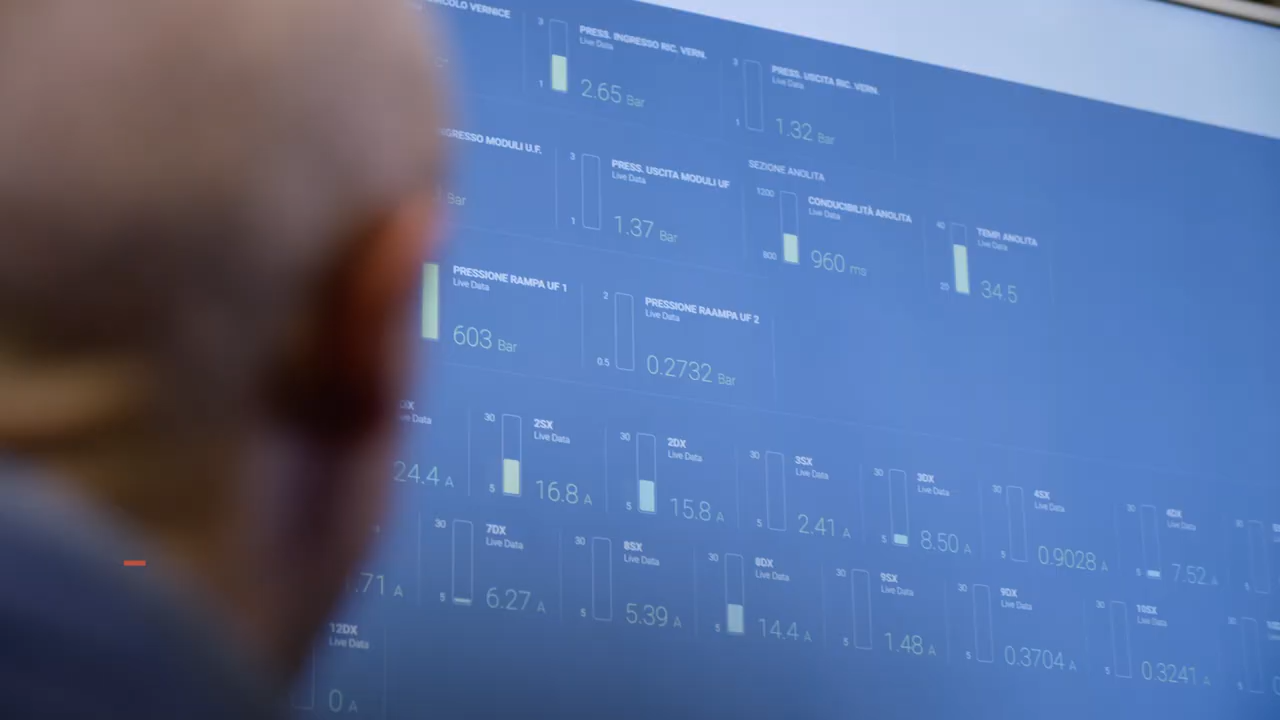 VERNICE
3
PRESS. INGRESSO RIC. VERN.
Live Data
1
2.65 Bar
3
PRESS. USCITA RIC. VERN.
Live Data
1
1.32 Bar
MODULI U.F.
Bar
3
PRESS. USCITA MODULI UF
Live Data
1
1.37 Bar
SEZIONE ANOLITA
1200
CONDUCIBILITÀ ANOLITA
Live Data
800
960 ms
40
TEMP. ANOLITA
Live Data
20
34.5
PRESSIONE RAMPA UF 1
Live Data
603 Bar
2
PRESSIONE RAAMPA UF 2
Live Data
0.5
0.2732 Bar
Data
24.4 A
30
2SX
Live Data
5
16.8 A
30
2DX
Live Data
5
15.8 A
30
3SX
Live Data
5
2.41 A
30
3DX
Live Data
5
8.50 A
30
4SX
Live Data
5
0.9028 A
30
4DX
Live Data
5
7.52 A
30
5
.71 A
30
7DX
Live Data
5
6.27 A
30
8SX
Live Data
5
5.39 A
30
8DX
Live Data
5
14.4 A
30
9SX
Live Data
5
1.48 A
30
9DX
Live Data
5
0.3704 A
30
10SX
Live Data
5
0.3241 A
30
5
12DX
Live Data
0 A